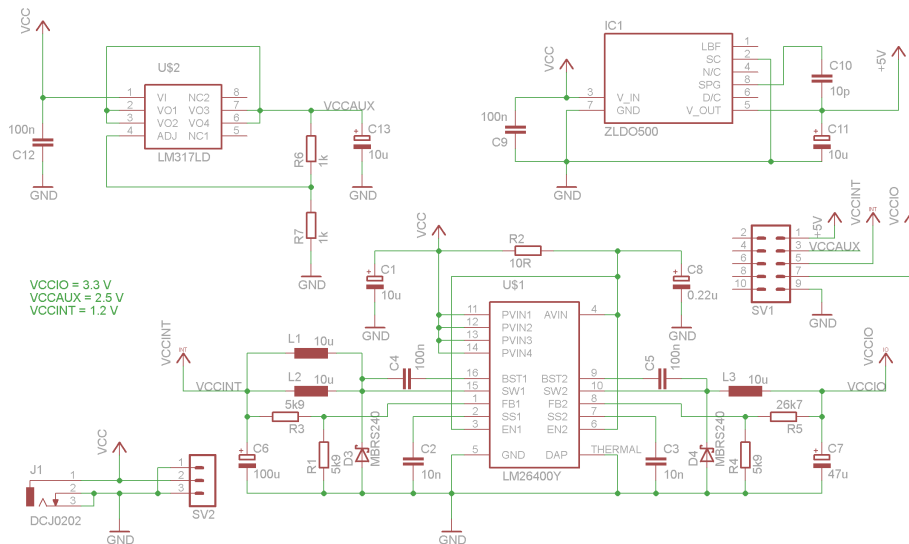 VCC
U$2
1 VI NC2 8
2 VO1 VO3 7
3 VO2 VO4 6
4 ADJ NC1 5
LM317LD
100n
C12
GND
VCCAUX
R6
1k
C13
10u
GND
R7
1k
GND
IC1
VCC
3 V_IN
7 GND
LBF 1
SC 2
N/C 4
SPG 8
D/C 6
V_OUT 5
ZLDO500
100n
C9
C10
10p
+5V
C11
10u
GND
VCCIO = 3.3 V
VCCAUX = 2.5 V
VCCINT = 1.2 V
VCC
R2
10R
C1
10u
GND
C8
0.22u
GND
U$1
11 PVIN1 AVIN 4
12 PVIN2
13 PVIN3
14 PVIN4
16 BST1 BST2 9
15 SW1 SW2 10
1 FB1 FB2 8
2 SS1 SS2 7
3 EN1 EN2 6
5 GND DAP THERMAL
LM26400Y
+5V
VCCINT
INT
VCCIO
2 1
4 3
6 5
8 7
10 9
VCCAUX
SV1
GND
VCCINT
INT
VCCINT
L1 10u
L2 10u
C4
100n
5k9
R3
C6
100u
R1
5k9
D3
MBRS240
C2
10n
C5
100n
L3 10u
VCCIO
IO
VCCIO
26k7
R5
C3
10n
D4
MBRS240
R4
5k9
C7
47u
GND
VCC
J1
1
2
3
DCJ0202
GND
1
2
3
SV2